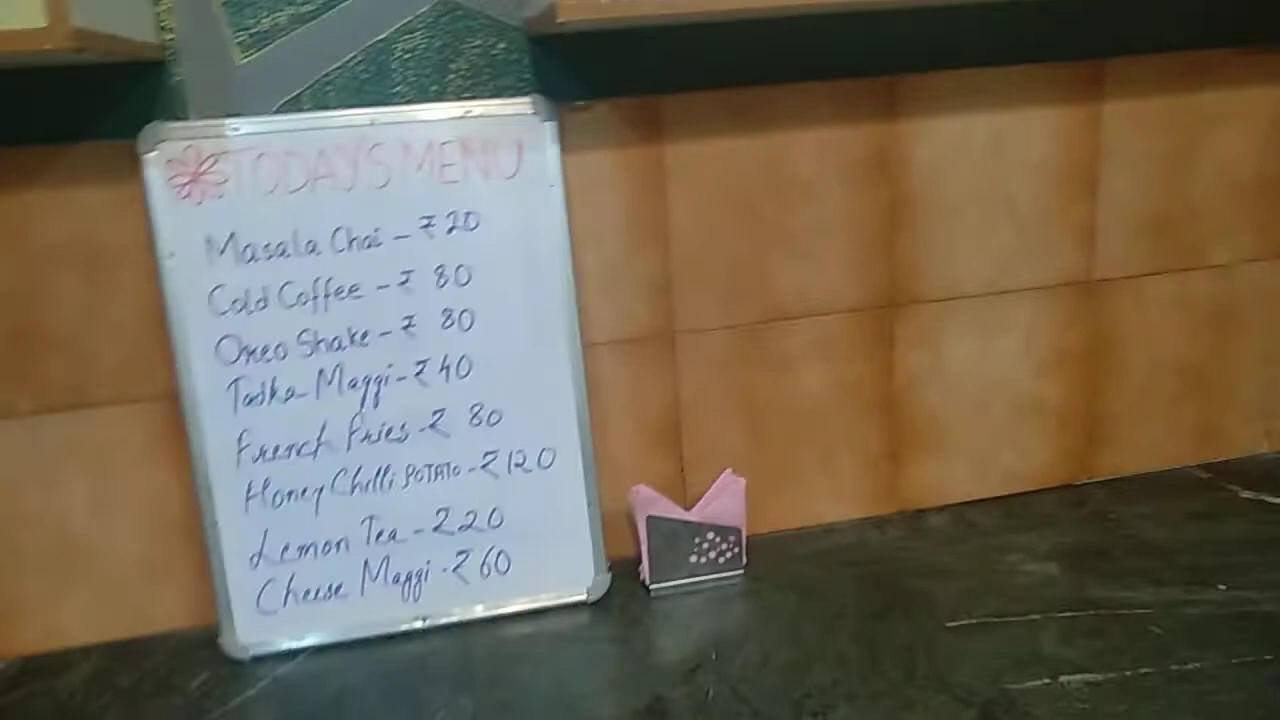 TODAY'S MENU
Masala Chai - ₹20
Cold Coffee - ₹ 80
Oreo Shake - ₹ 80
Tadka Maggi - ₹40
French Fries - ₹ 80
Honey Chilli POTATO - ₹120
Lemon Tea - ₹20
Cheese Maggi - ₹60